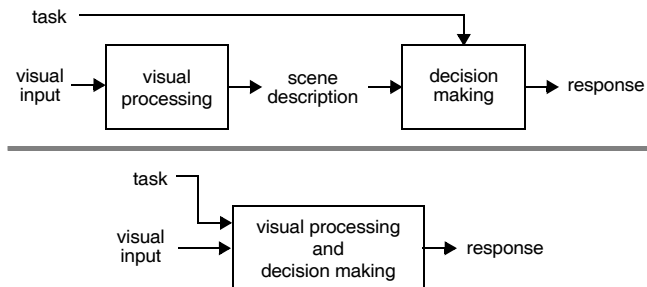 task
visual
input
visual
processing
scene
description
decision
making
response
task
visual
input
visual processing
and
decision making
response